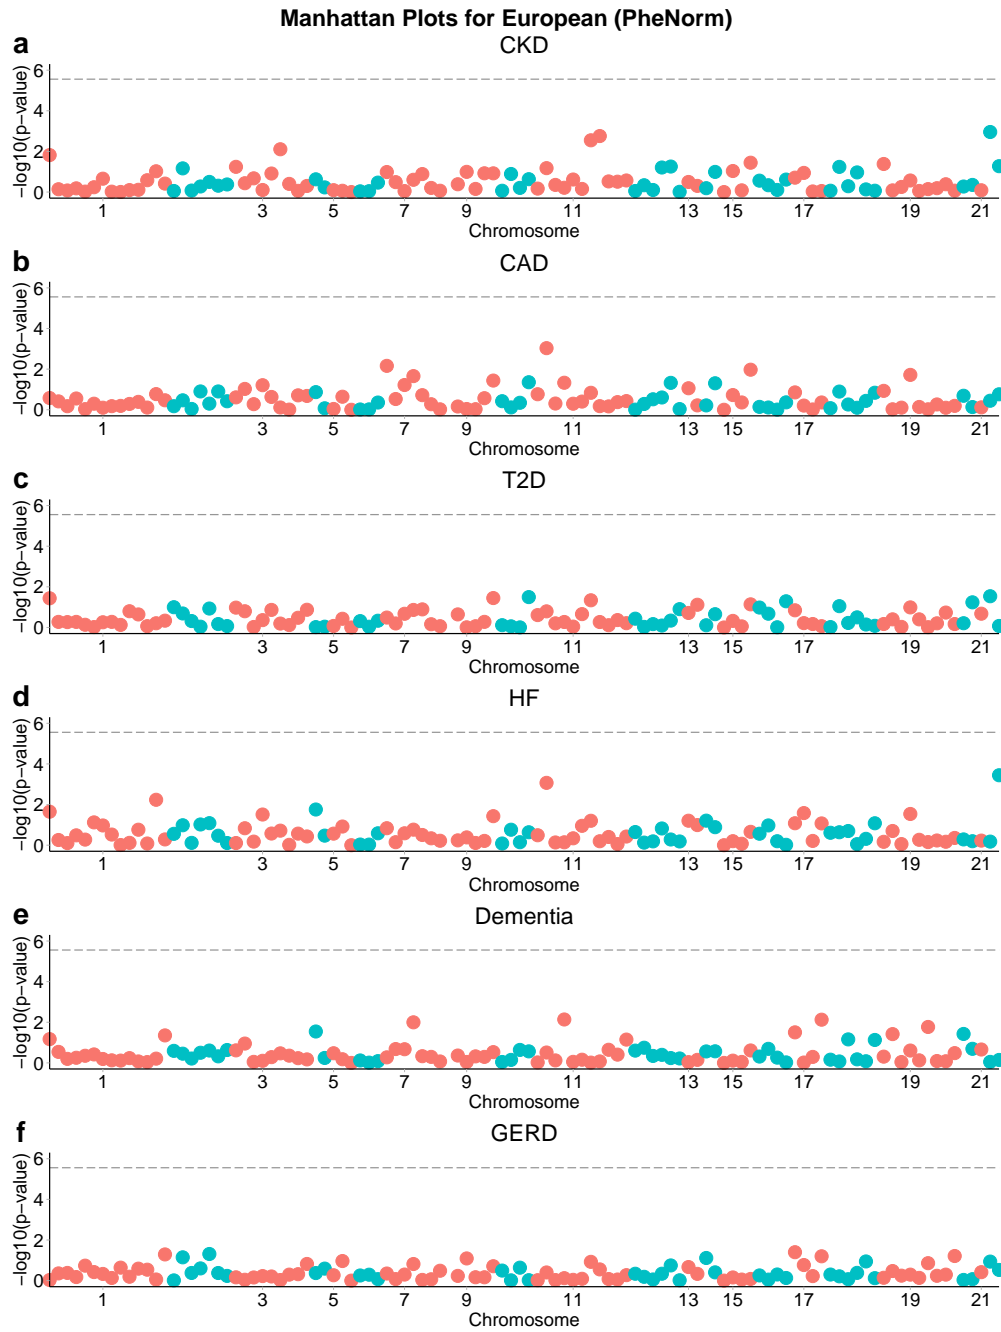 Manhattan Plots for European (PheNorm)
a
CKD
−log10(p−value)
6
4
2
0
1 3 5 7 9 11 13 15 17 19 21
Chromosome
b
CAD
−log10(p−value)
6
4
2
0
1 3 5 7 9 11 13 15 17 19 21
Chromosome
c
T2D
−log10(p−value)
6
4
2
0
1 3 5 7 9 11 13 15 17 19 21
Chromosome
d
HF
−log10(p−value)
6
4
2
0
1 3 5 7 9 11 13 15 17 19 21
Chromosome
e
Dementia
−log10(p−value)
6
4
2
0
1 3 5 7 9 11 13 15 17 19 21
Chromosome
f
GERD
−log10(p−value)
6
4
2
0
1 3 5 7 9 11 13 15 17 19 21
Chromosome